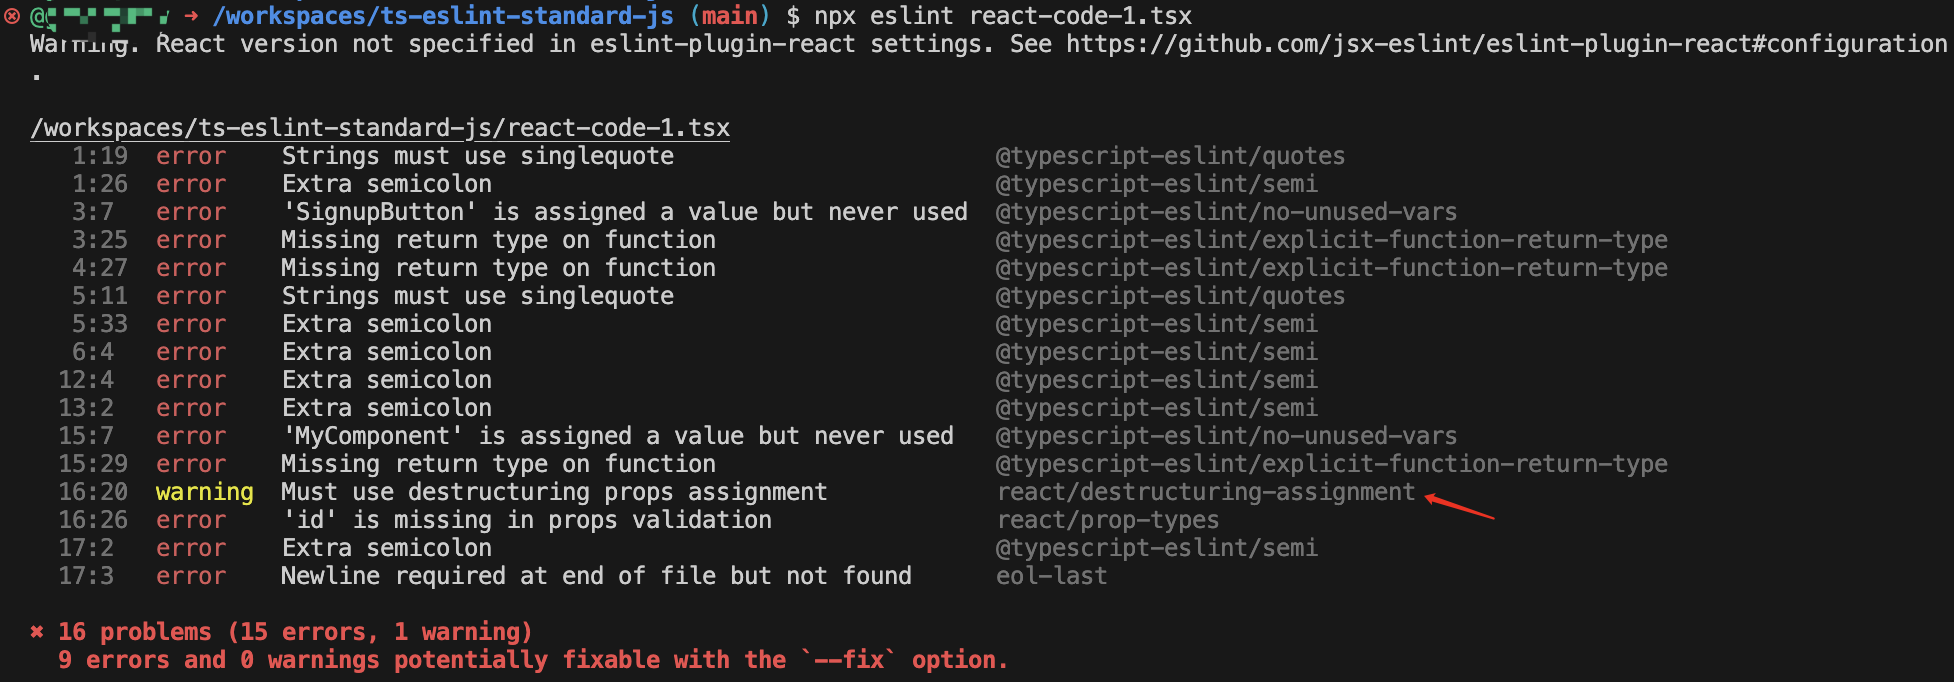 ➜ /workspaces/ts-eslint-standard-js (main) $ npx eslint react-code-1.tsx
Warning: React version not specified in eslint-plugin-react settings. See https://github.com/jsx-eslint/eslint-plugin-react#configuration
.
/workspaces/ts-eslint-standard-js/react-code-1.tsx
1:19 error Strings must use singlequote @typescript-eslint/quotes
1:26 error Extra semicolon @typescript-eslint/semi
3:7 error 'SignupButton' is assigned a value but never used @typescript-eslint/no-unused-vars
3:25 error Missing return type on function @typescript-eslint/explicit-function-return-type
4:27 error Missing return type on function @typescript-eslint/explicit-function-return-type
5:11 error Strings must use singlequote @typescript-eslint/quotes
5:33 error Extra semicolon @typescript-eslint/semi
6:4 error Extra semicolon @typescript-eslint/semi
12:4 error Extra semicolon @typescript-eslint/semi
13:2 error Extra semicolon @typescript-eslint/semi
15:7 error 'MyComponent' is assigned a value but never used @typescript-eslint/no-unused-vars
15:29 error Missing return type on function @typescript-eslint/explicit-function-return-type
16:20 warning Must use destructuring props assignment react/destructuring-assignment
16:26 error 'id' is missing in props validation react/prop-types
17:2 error Extra semicolon @typescript-eslint/semi
17:3 error Newline required at end of file but not found eol-last
✖ 16 problems (15 errors, 1 warning)
9 errors and 0 warnings potentially fixable with the `--fix` option.